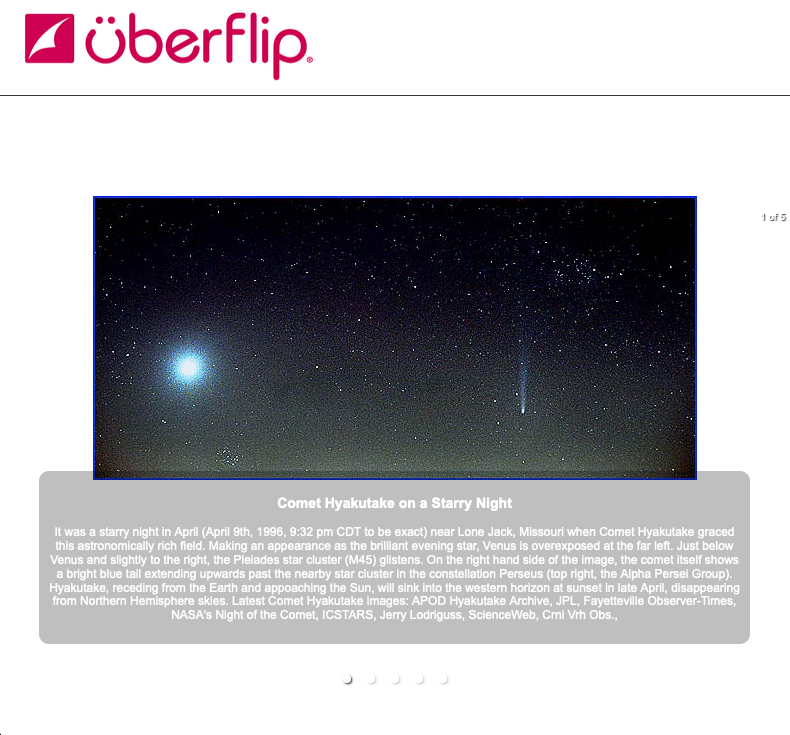 überflip®
1 of 5
Comet Hyakutake on a Starry Night
It was a starry night in April (April 9th, 1996, 9:32 pm CDT to be exact) near Lone Jack, Missouri when Comet Hyakutake graced
this astronomically rich field. Making an appearance as the brilliant evening star, Venus is overexposed at the far left. Just below
Venus and slightly to the right, the Pleiades star cluster (M45) glistens. On the right hand side of the image, the comet itself shows
a bright blue tail extending upwards past the nearby star cluster in the constellation Perseus (top right, the Alpha Persei Group).
Hyakutake, receding from the Earth and appoaching the Sun, will sink into the western horizon at sunset in late April, disappearing
from Northern Hemisphere skies. Latest Comet Hyakutake images: APOD Hyakutake Archive, JPL, Fayetteville Observer-Times,
NASA's Night of the Comet, ICSTARS, Jerry Lodriguss, ScienceWeb, Crni Vrh Obs.,